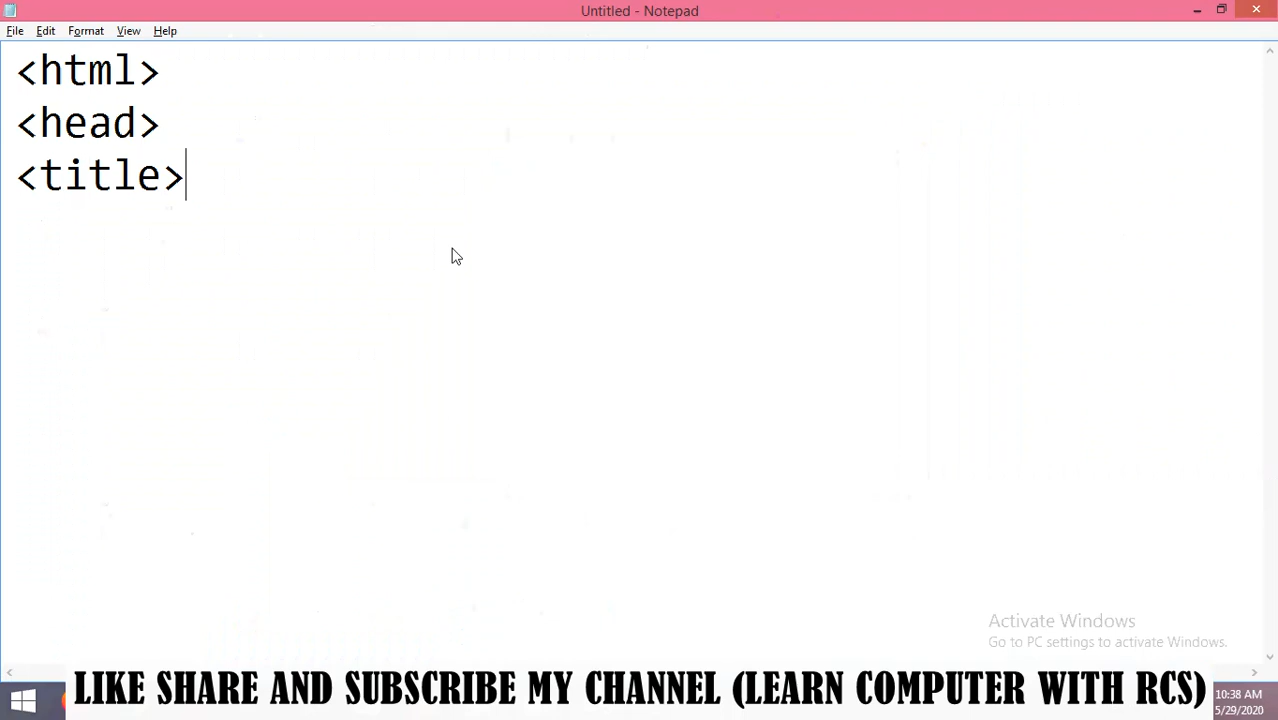 Untitled - Notepad
File Edit Format View Help
<html>
<head>
<title>
Activate Windows
Go to PC settings to activate Windows.
LIKE SHARE AND SUBSCRIBE MY CHANNEL (LEARN COMPUTER WITH RCS)
10:38 AM
5/29/2020